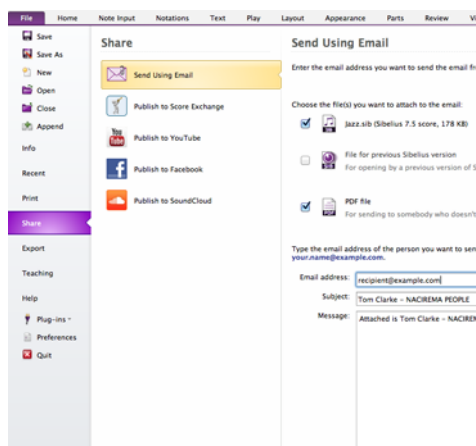 File Home Note Input Notations Text Play Layout Appearance Parts Review
Save
Save As
New
Open
Close
Append
Info
Recent
Print
Share
Export
Teaching
Help
Plug-ins
Preferences
Quit
Share
Send Using Email
Publish to Score Exchange
You Tube
Publish to YouTube
Publish to Facebook
Publish to SoundCloud
Send Using Email
Enter the email address you want to send the email
Choose the file(s) you want to attach to the email:
Jazz.sib (Sibelius 7.5 score, 178 KB)
File for previous Sibelius version
For opening by a previous version of
PDF file
For sending to somebody who doesn't
Type the email address of the person you want to
your.name@example.com.
Email address: recipient@example.com
Subject: Tom Clarke - NACIREMA PEOPLE
Message: Attached is Tom Clarke -